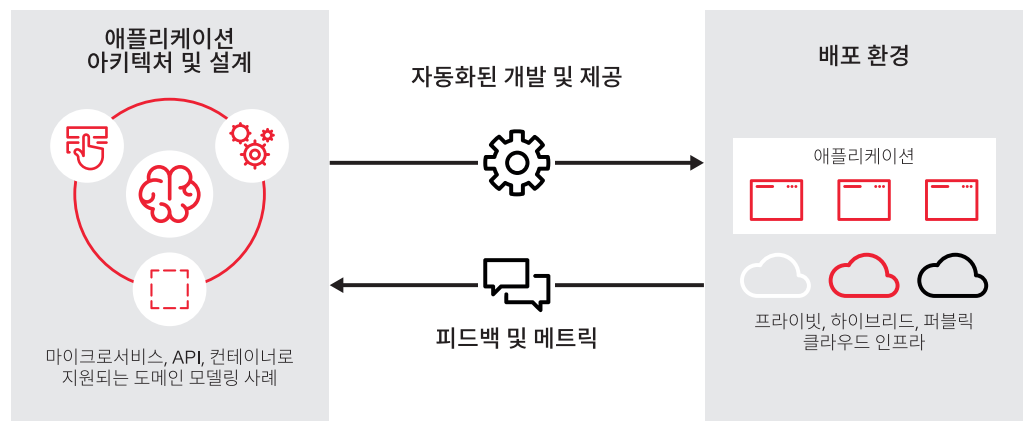 애플리케이션
아키텍처 및 설계
마이크로서비스, API, 컨테이너로
지원되는 도메인 모델링 사례
자동화된 개발 및 제공
피드백 및 메트릭
배포 환경
애플리케이션
프라이빗, 하이브리드, 퍼블릭
클라우드 인프라